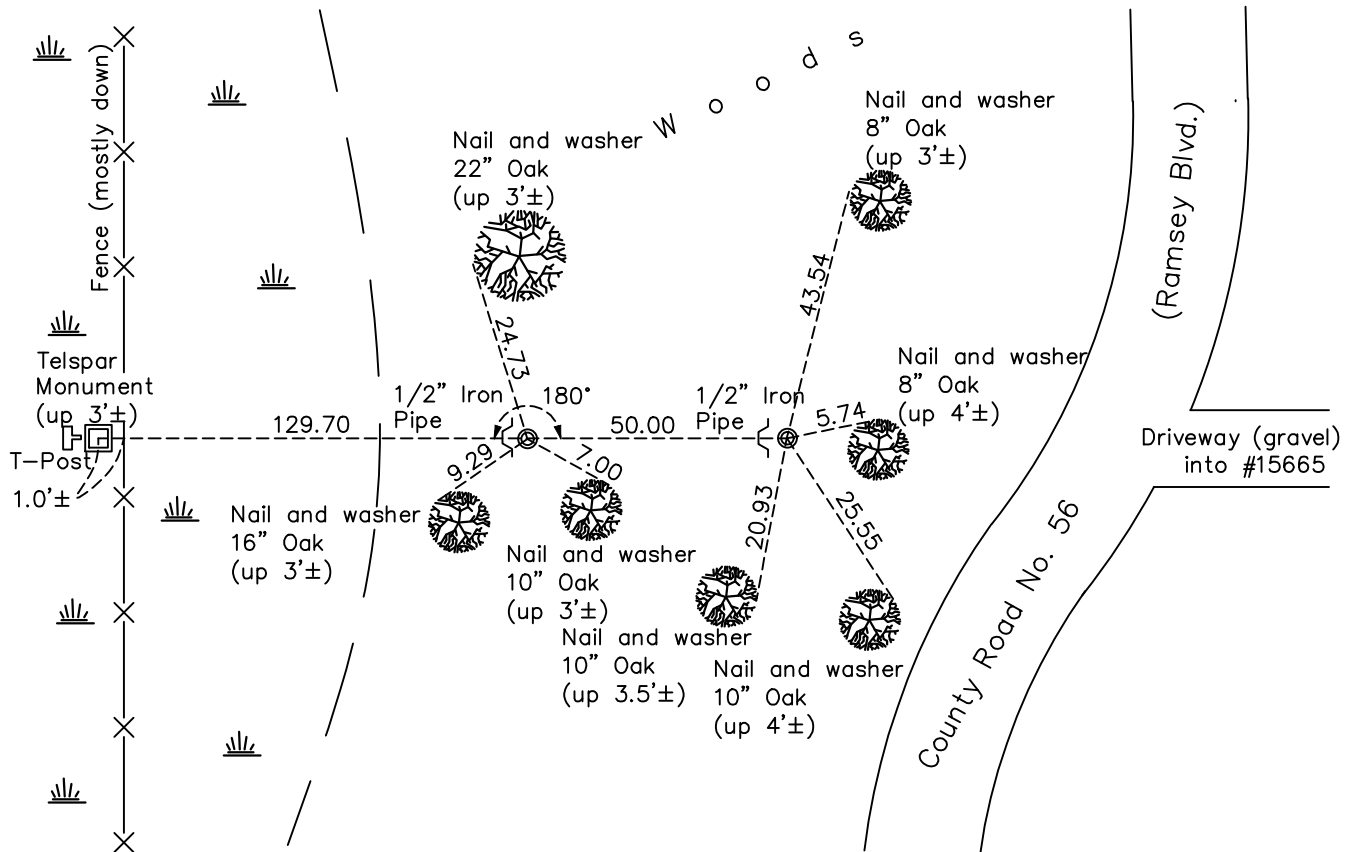 Woods
Fence (mostly down)
Nail and washer
8” Oak
(up 3’±)
Nail and washer
22” Oak
(up 3’±)
(Ramsey Blvd.)
43.54
24.73
Telspar
Monument
(up 3’±)
T-Post
1.0’±
129.70
1/2” Iron
Pipe
180°
50.00
1/2” Iron
Pipe
Nail and washer
8” Oak
(up 4’±)
5.74
Driveway (gravel)
into #15665
9.29
7.00
20.93
25.55
Nail and washer
16” Oak
(up 3’±)
Nail and washer
10” Oak
(up 3’±)
Nail and washer
10” Oak
(up 3.5’±)
Nail and washer
10” Oak
(up 4’±)
County Road No. 56